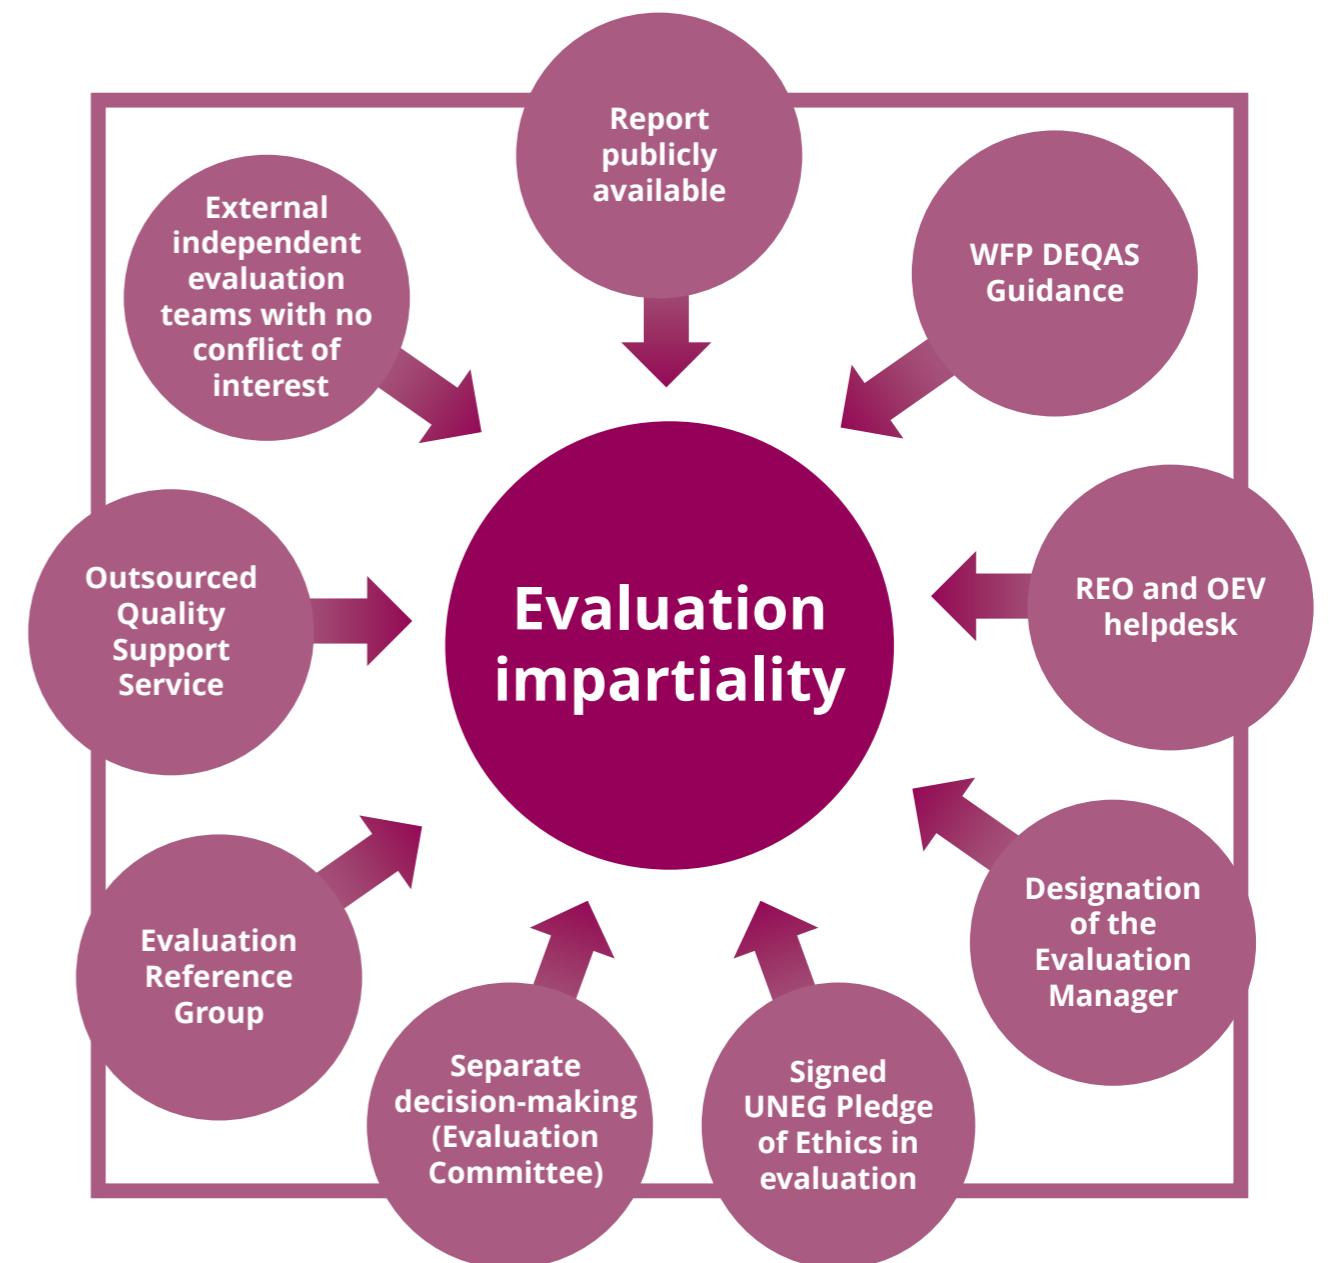 Report
publicly
available
WFP DEQAS
Guidance
REO and OEV
helpdesk
Designation
of the
Evaluation
Manager
Signed
UNEG Pledge
of Ethics in
evaluation
Separate
decision-making
(Evaluation
Committee)
Evaluation
Reference
Group
Outsourced
Quality
Support
Service
External
independent
evaluation
teams with no
conflict of
interest
Evaluation
impartiality